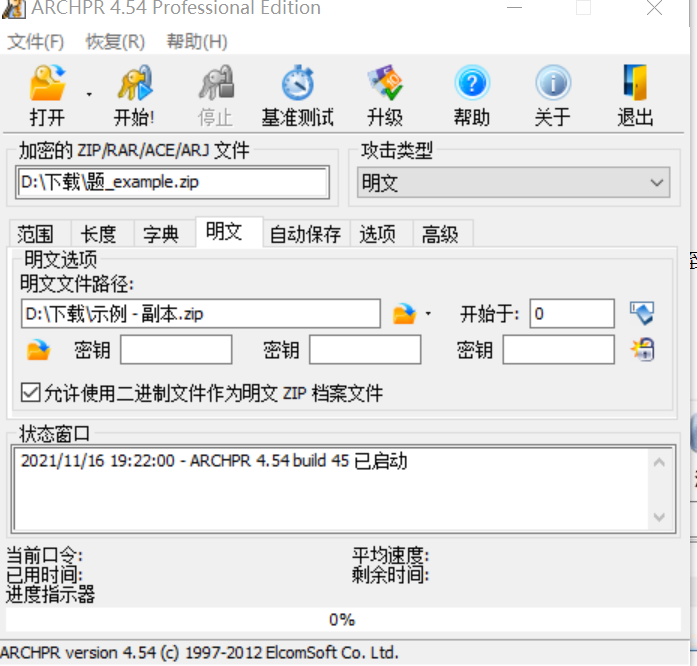 ARCHPR 4.54 Professional Edition
文件(F) 恢复(R) 帮助(H)
打开 开始! 停止 基准测试 升级 帮助 关于 退出
加密的 ZIP/RAR/ACE/ARJ 文件 攻击类型
D:\下载\题_example.zip 明文
范围 长度 字典 明文 自动保存 选项 高级
明文选项
明文文件路径:
D:\下载\示例 - 副本.zip 开始于: 0
密钥 密钥 密钥
允许使用二进制文件作为明文 ZIP 档案文件
状态窗口
2021/11/16 19:22:00 - ARCHPR 4.54 build 45 已启动
当前口令: 平均速度:
已用时间: 剩余时间:
进度指示器
0%
ARCHPR version 4.54 (c) 1997-2012 ElcomSoft Co. Ltd.